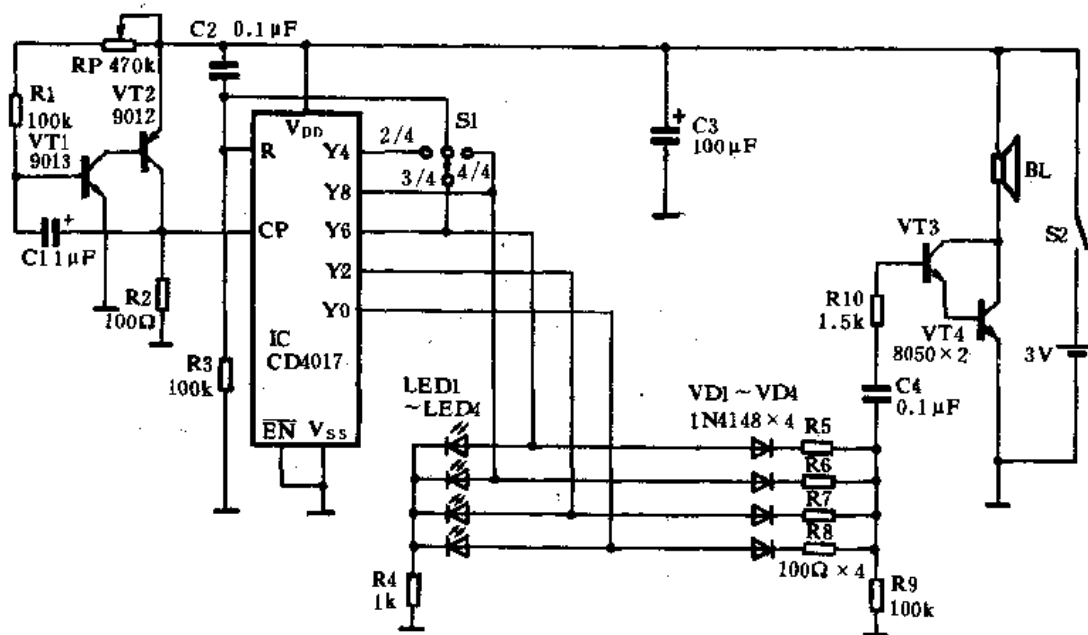 C2 0.1μF
RP 470k
R1
100k
VT2
9012
VT1
9013
C1 1μF
R2
100Ω
R3
100k
VDD
R
CP
Y4
Y8
Y6
Y2
Y0
IC
CD4017
EN
VSS
2/4
S1
3/4
4/4
C3
100μF
BL
S2
VT3
R10
1.5k
VT4
8050×2
3V
C4
0.1μF
LED1
~LED4
VD1~VD4
1N4148×4
R5
R6
R7
R8
100Ω×4
R4
1k
R9
100k